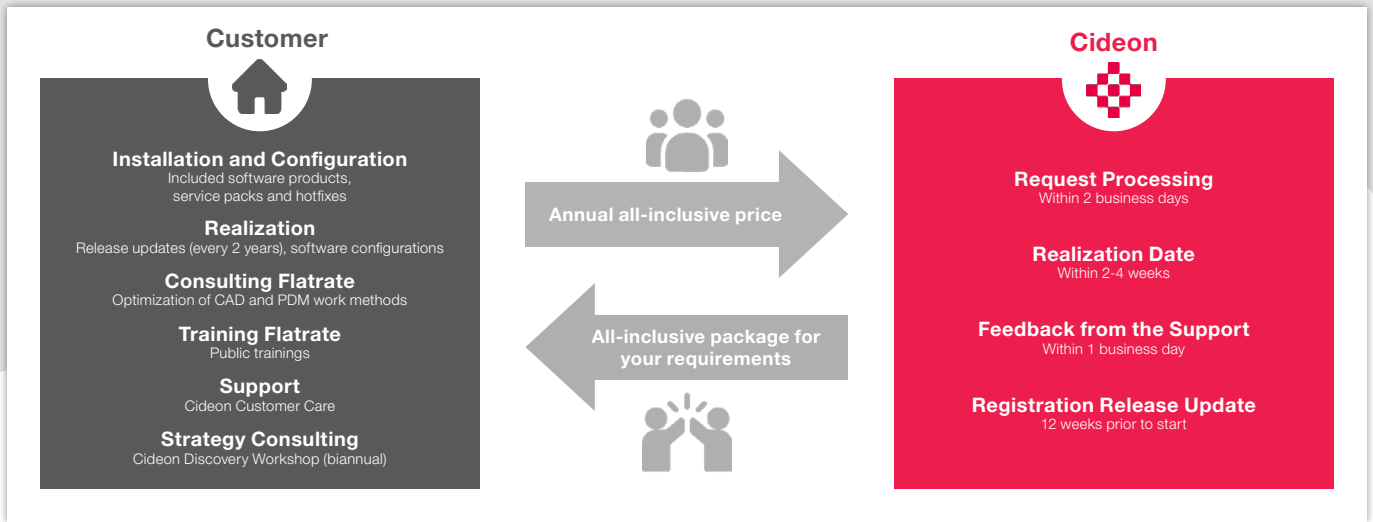 Customer
Installation and Configuration
Included software products,
service packs and hotfixes
Realization
Release updates (every 2 years), software configurations
Consulting Flatrate
Optimization of CAD and PDM work methods
Training Flatrate
Public trainings
Support
Cideon Customer Care
Strategy Consulting
Cideon Discovery Workshop (biannual)
Annual all-inclusive price
All-inclusive package for
your requirements
Cideon
Request Processing
Within 2 business days
Realization Date
Within 2-4 weeks
Feedback from the Support
Within 1 business day
Registration Release Update
12 weeks prior to start